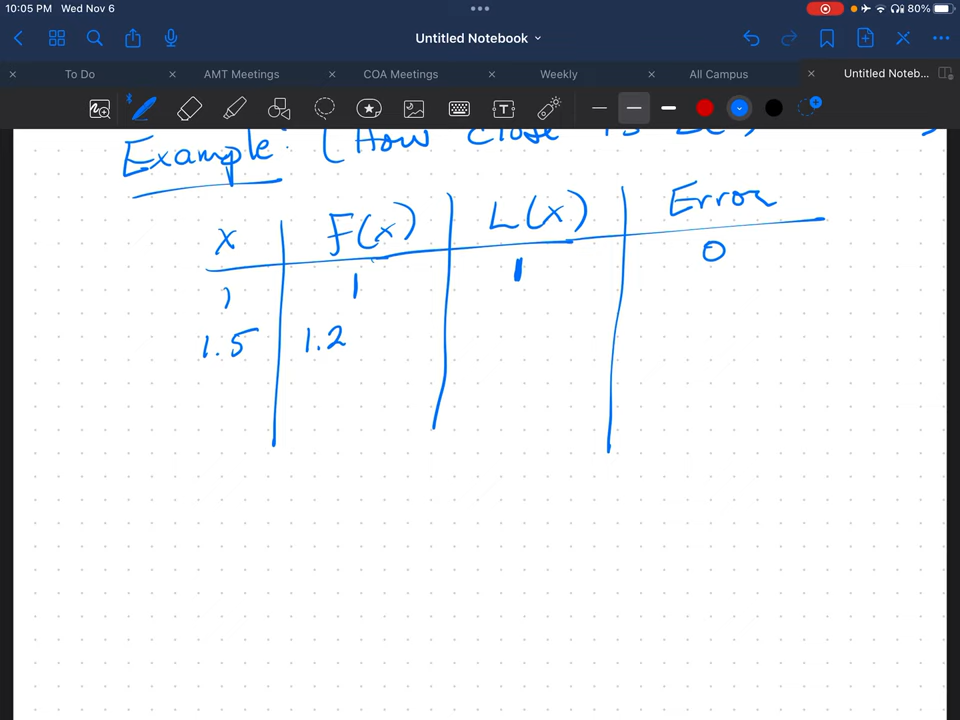 10:05 PM Wed Nov 6 80%
Untitled Notebook
To Do AMT Meetings COA Meetings Weekly All Campus Untitled Noteb...
Example: (How close is
x F(x) L(x) Error
1 1 1 0
1.5 1.2